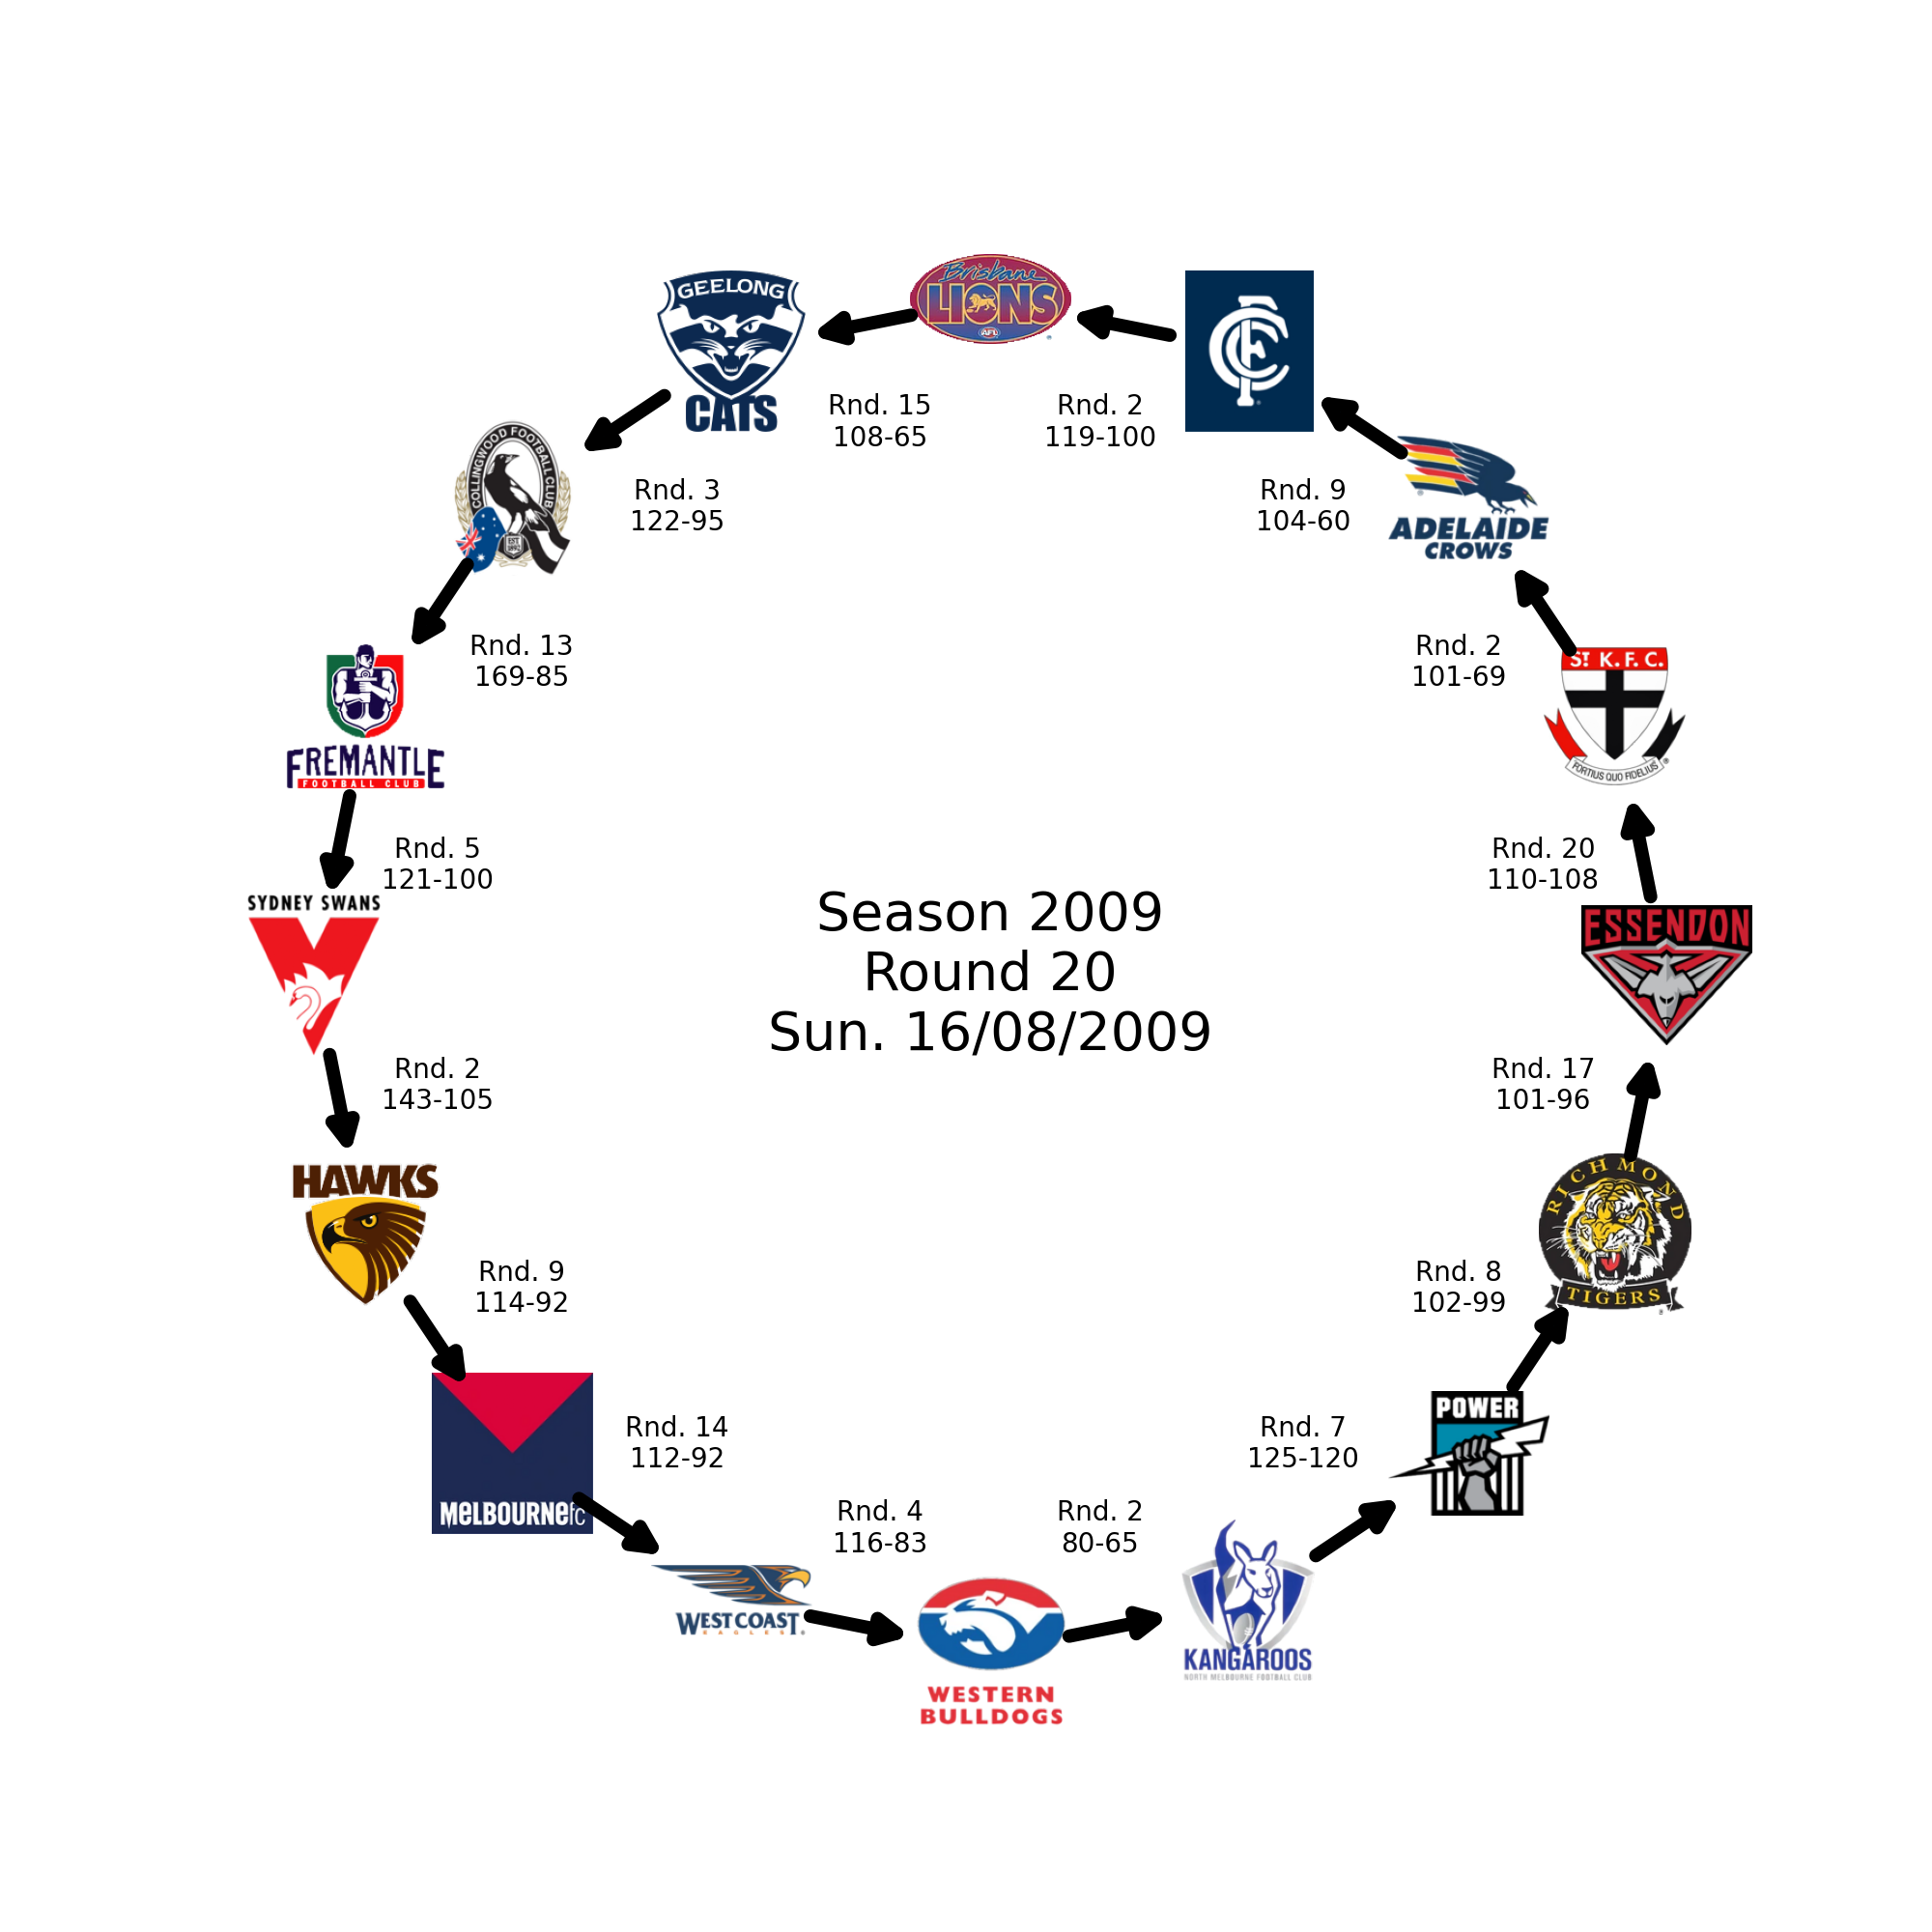 Brisbane
LIONS
AFL
GEELONG
CATS
Rnd. 15
108-65
Rnd. 2
119-100
COLLINGWOOD FOOTBALL CLUB
EST.
1892
Rnd. 3
122-95
Rnd. 9
104-60
ADELAIDE
CROWS
Rnd. 13
169-85
Rnd. 2
101-69
ST K.F.C.
FORTIUS QUO FIDELIUS
FREMANTLE
FOOTBALL CLUB
Rnd. 5
121-100
Rnd. 20
110-108
SYDNEY SWANS
ESSENDON
Season 2009
Round 20
Sun. 16/08/2009
Rnd. 2
143-105
Rnd. 17
101-96
HAWKS
RICHMOND
TIGERS
Rnd. 9
114-92
Rnd. 8
102-99
MeLBOURNefc
Rnd. 14
112-92
Rnd. 7
125-120
POWER
Rnd. 4
116-83
Rnd. 2
80-65
WEST COAST
EAGLES
KANGAROOS
NORTH MELBOURNE FOOTBALL CLUB
WESTERN
BULLDOGS